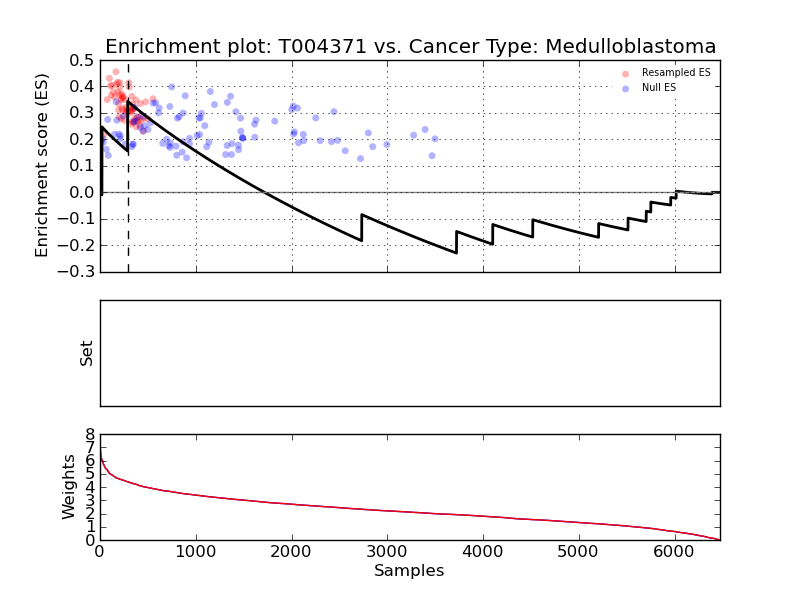 Enrichment plot: T004371 vs. Cancer Type: Medulloblastoma
Enrichment score (ES)
0.5
0.4
0.3
0.2
0.1
0.0
−0.1
−0.2
−0.3
Resampled ES
Null ES
Set
Weights
8
7
6
5
4
3
2
1
0
0 1000 2000 3000 4000 5000 6000
Samples